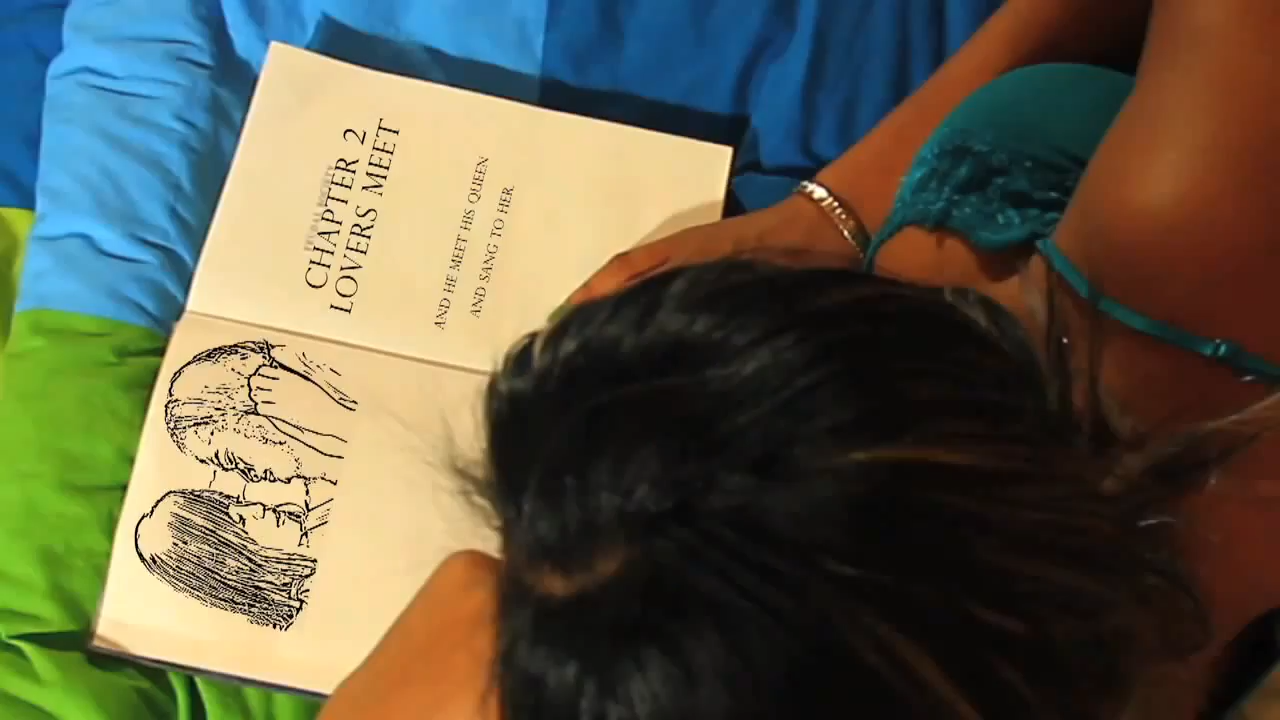 CHAPTER 2
LOVERS MEET
AND HE MEET HIS QUEEN
AND SANG TO HER.